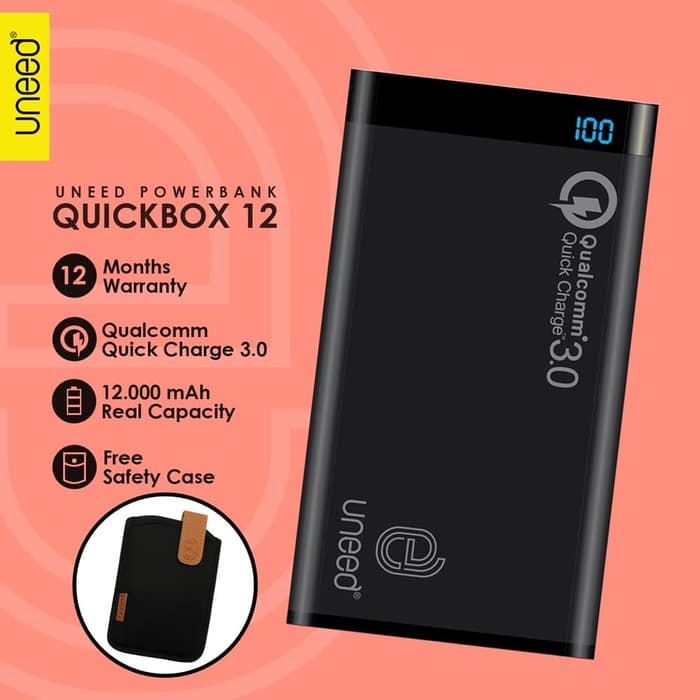 uneed®
UNEED POWERBANK
QUICKBOX 12
12
Months
Warranty
Qualcomm
Quick Charge 3.0
12.000 mAh
Real Capacity
Free
Safety Case
100
Qualcomm®
Quick Charge™
3.0
uneed®